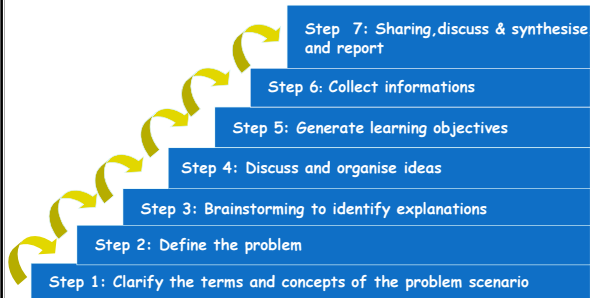 Step 7: Sharing,discuss & synthesise
and report
Step 6: Collect informations
Step 5: Generate learning objectives
Step 4: Discuss and organise ideas
Step 3: Brainstorming to identify explanations
Step 2: Define the problem
Step 1: Clarify the terms and concepts of the problem scenario